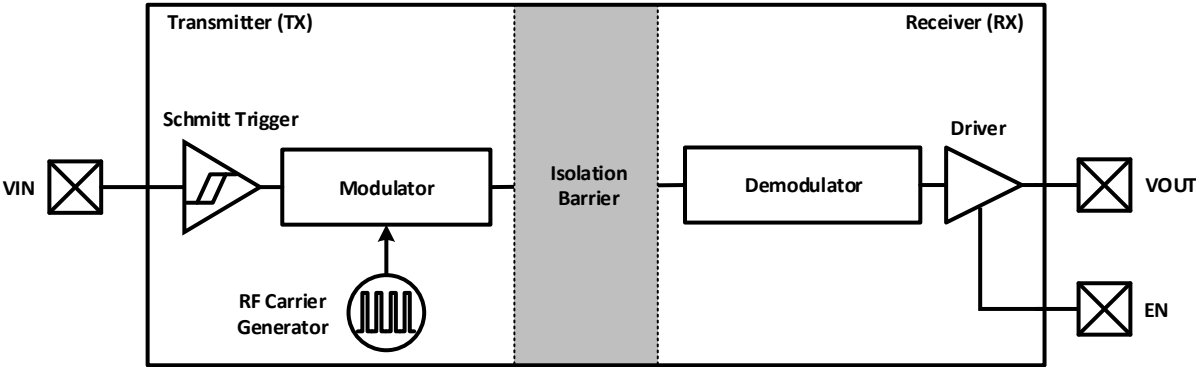 Transmitter (TX)
Receiver (RX)
Schmitt Trigger
Driver
VIN
Modulator
Isolation
Barrier
Demodulator
VOUT
RF Carrier
Generator
EN